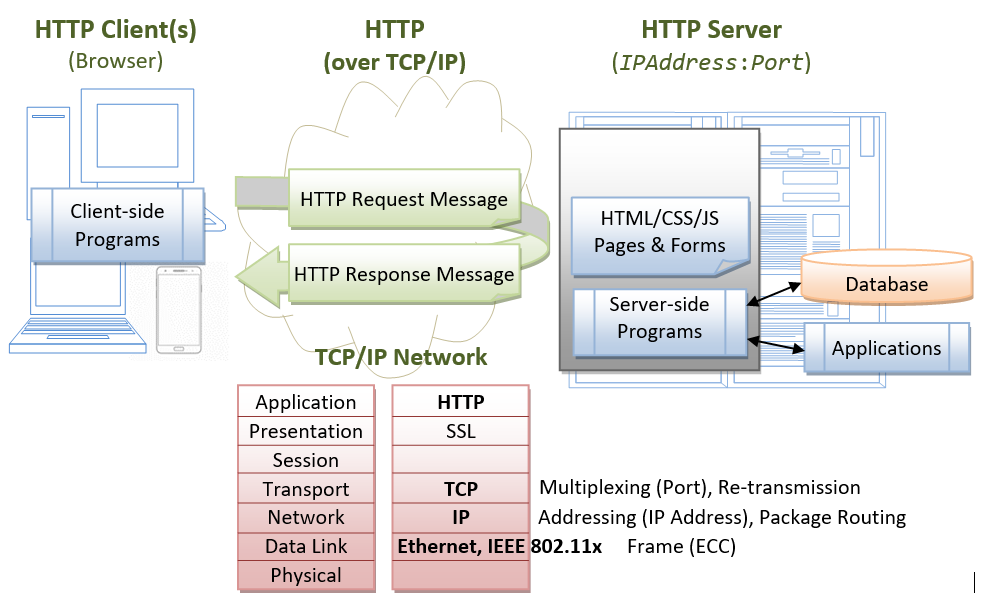 HTTP Client(s)
(Browser)
HTTP
(over TCP/IP)
HTTP Server
(IPAddress:Port)
Client-side
Programs
HTTP Request Message
HTTP Response Message
HTML/CSS/JS
Pages & Forms
Server-side
Programs
Database
Applications
TCP/IP Network
Application HTTP
Presentation SSL
Session
Transport TCP Multiplexing (Port), Re-transmission
Network IP Addressing (IP Address), Package Routing
Data Link Ethernet, IEEE 802.11x Frame (ECC)
Physical